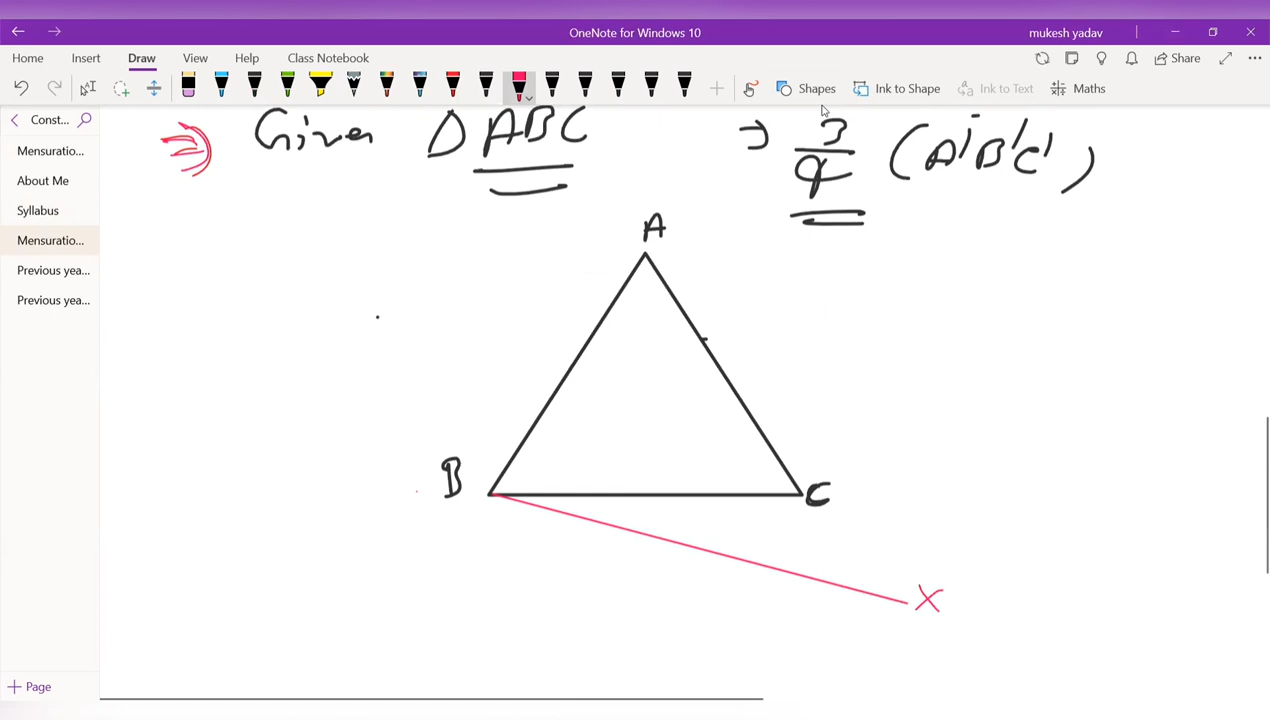 OneNote for Windows 10
mukesh yadav
Home Insert Draw View Help Class Notebook
Share
Shapes Ink to Shape Ink to Text Maths
Const...
Mensuratio...
About Me
Syllabus
Mensuratio...
Previous yea...
Previous yea...
Page
⇒ Given ΔABC ⇒ 3/4 (A'B'C')
A
B
C
X